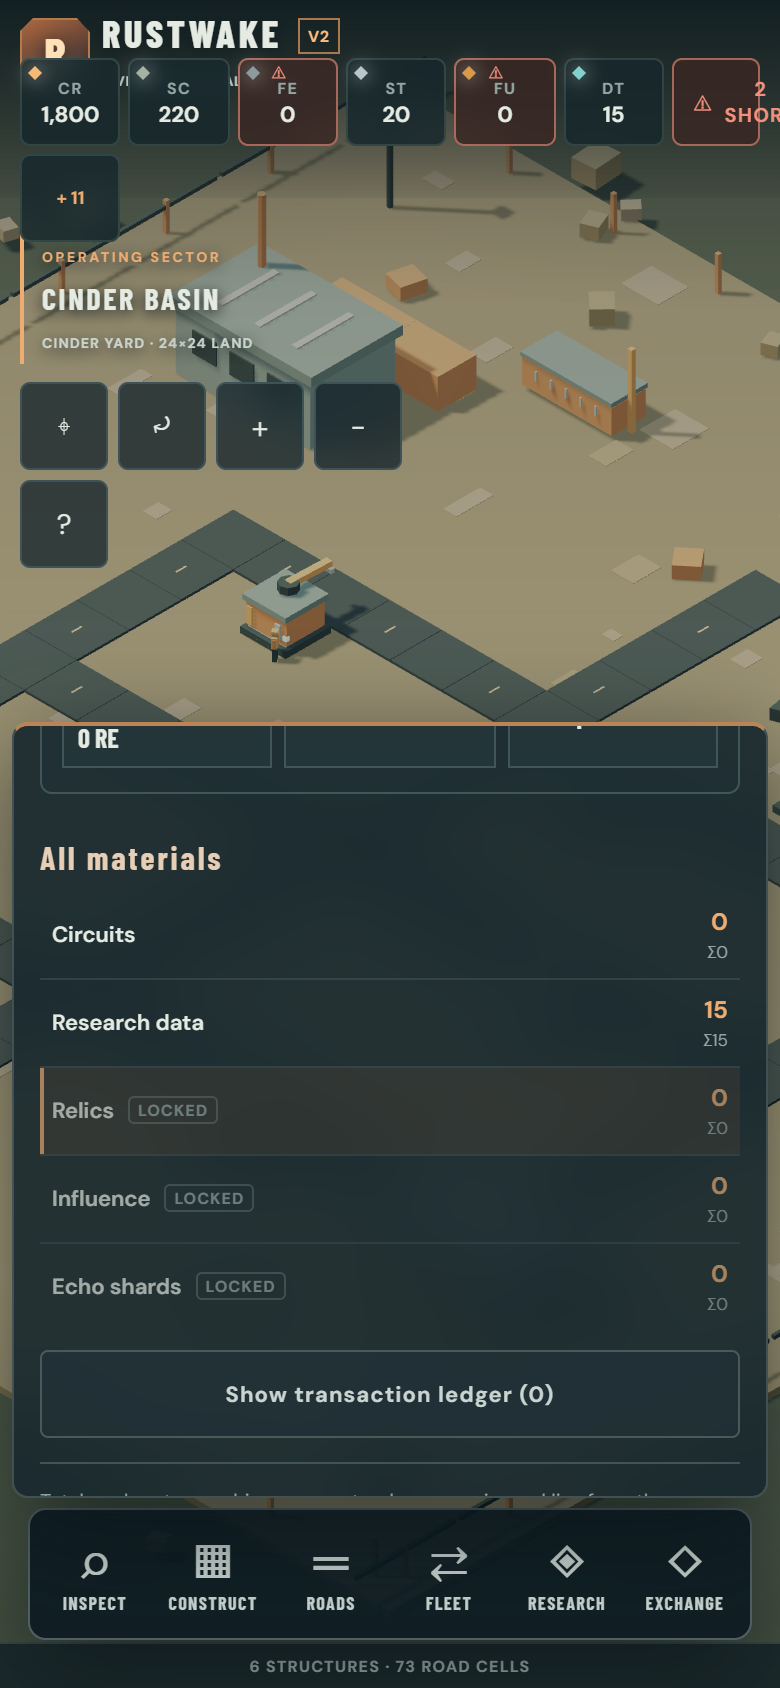 RUSTWAKE V2
CR
1,800
SC
220
FE
0
ST
20
FU
0
DT
15
2
SHOR
+ 11
OPERATING SECTOR
CINDER BASIN
CINDER YARD · 24×24 LAND
+
-
?
ORE
All materials
Circuits
0
Σ0
Research data
15
Σ15
Relics LOCKED
0
Σ0
Influence LOCKED
0
Σ0
Echo shards LOCKED
0
Σ0
Show transaction ledger (0)
INSPECT
CONSTRUCT
ROADS
FLEET
RESEARCH
EXCHANGE
6 STRUCTURES · 73 ROAD CELLS